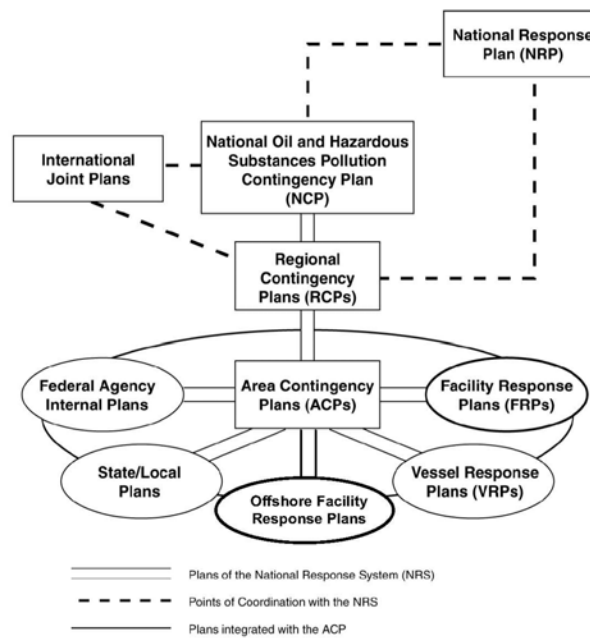 National Response
Plan (NRP)
National Oil and Hazardous
Substances Pollution
Contingency Plan
(NCP)
International
Joint Plans
Regional
Contingency
Plans (RCPs)
Federal Agency
Internal Plans
Area Contingency
Plans (ACPs)
Facility Response
Plans (FRPs)
State/Local
Plans
Offshore Facility
Response Plans
Vessel Response
Plans (VRPs)
Plans of the National Response System (NRS)
Points of Coordination with the NRS
Plans integrated with the ACP